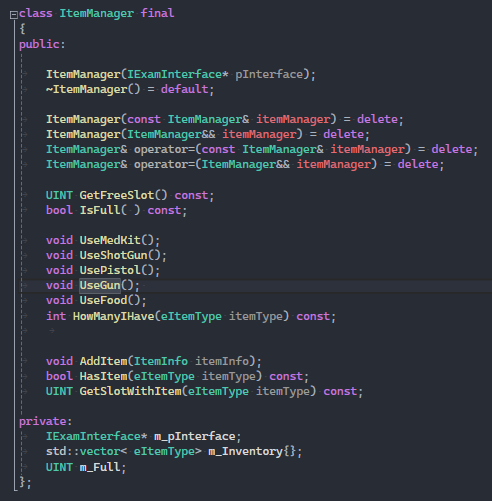 class ItemManager final
{
public:
ItemManager(IExamInterface* pInterface);
~ItemManager() = default;
ItemManager(const ItemManager& itemManager) = delete;
ItemManager(ItemManager&& itemManager) = delete;
ItemManager& operator=(const ItemManager& itemManager) = delete;
ItemManager& operator=(ItemManager&& itemManager) = delete;
UINT GetFreeSlot() const;
bool IsFull( ) const;
void UseMedKit();
void UseShotGun();
void UsePistol();
void UseGun();
void UseFood();
int HowManyIHave(eItemType itemType) const;
void AddItem(ItemInfo itemInfo);
bool HasItem(eItemType itemType) const;
UINT GetSlotWithItem(eItemType itemType) const;
private:
IExamInterface* m_pInterface;
std::vector< eItemType> m_Inventory{};
UINT m_Full;
};